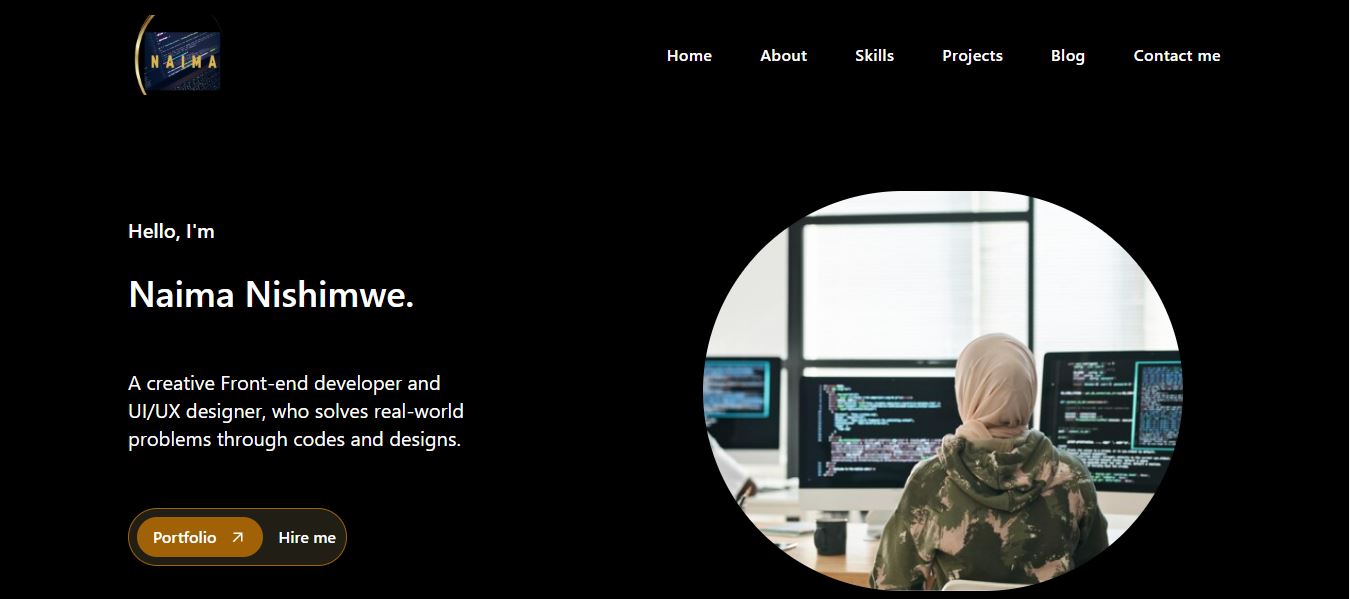 NAIMA
Home About Skills Projects Blog Contact me
Hello, I'm
Naima Nishimwe.
A creative Front-end developer and
UI/UX designer, who solves real-world
problems through codes and designs.
Portfolio Hire me